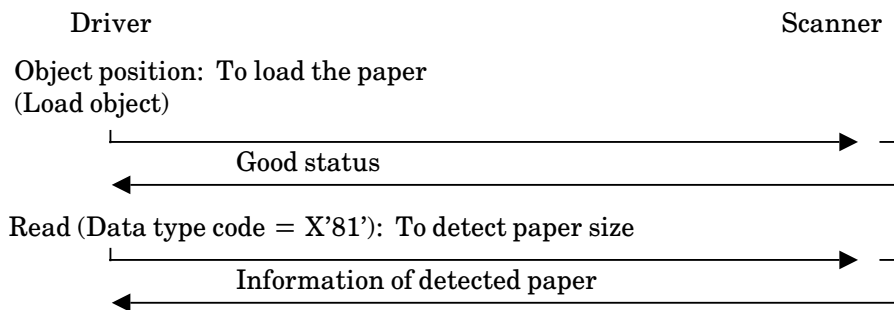 Driver Scanner
Object position: To load the paper
(Load object)
Good status
Read (Data type code = X’81’): To detect paper size
Information of detected paper